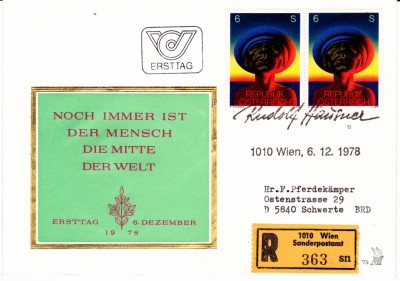 6 S
6 S
REPUBLIK
ÖSTERREICH
REPUBLIK
ÖSTERREICH
ERSTTAG
Rudolf Hausner
NOCH IMMER IST
DER MENSCH
DIE MITTE
DER WELT
ERSTTAG 6. DEZEMBER
1978
1010 Wien, 6. 12. 1978
Hr.F.Pferdekämper
Ostenstrasse 29
D 5840 Schwerte BRD
R
1010 Wien
Sonderpostamt
363 sn